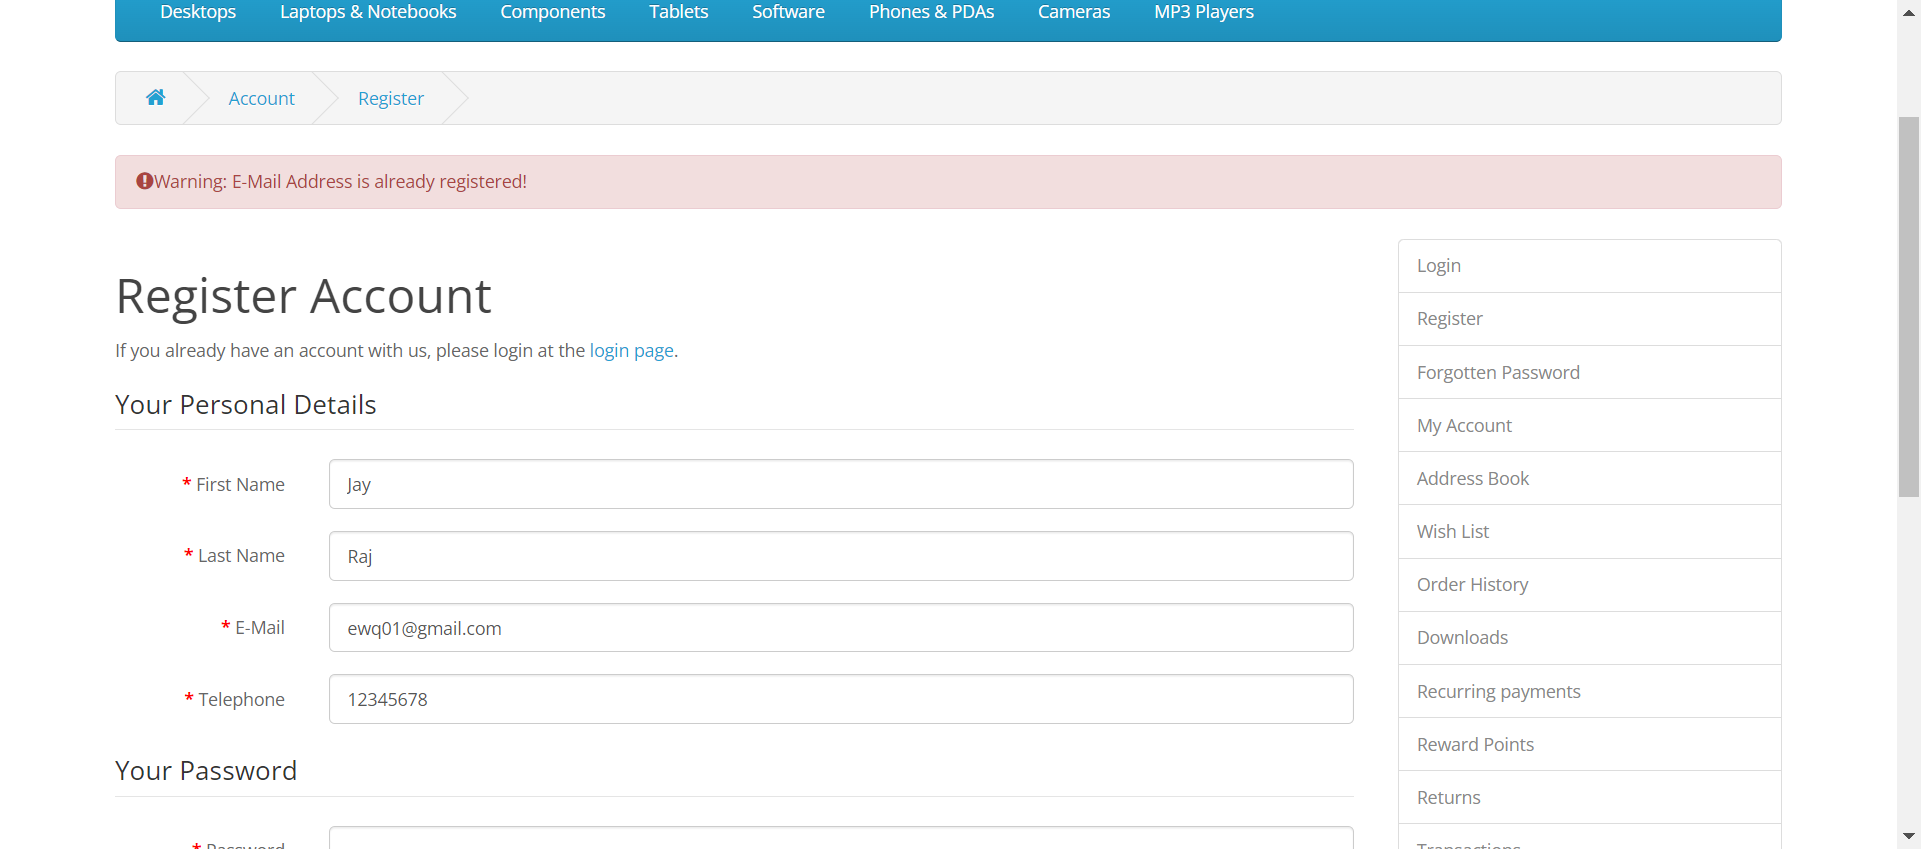 Desktops Laptops & Notebooks Components Tablets Software Phones & PDAs Cameras MP3 Players
Account Register
Warning: E-Mail Address is already registered!
Register Account
If you already have an account with us, please login at the login page.
Your Personal Details
* First Name Jay
* Last Name Raj
* E-Mail ewq01@gmail.com
* Telephone 12345678
Your Password
* Password
Login
Register
Forgotten Password
My Account
Address Book
Wish List
Order History
Downloads
Recurring payments
Reward Points
Returns
Transactions